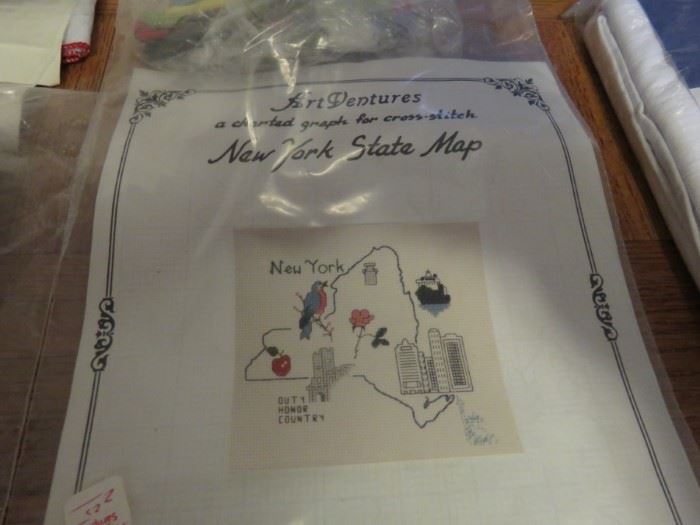 ArtVentures
a charted graph for cross-stitch
New York State Map
New York
DUTY
HONOR
COUNTRY